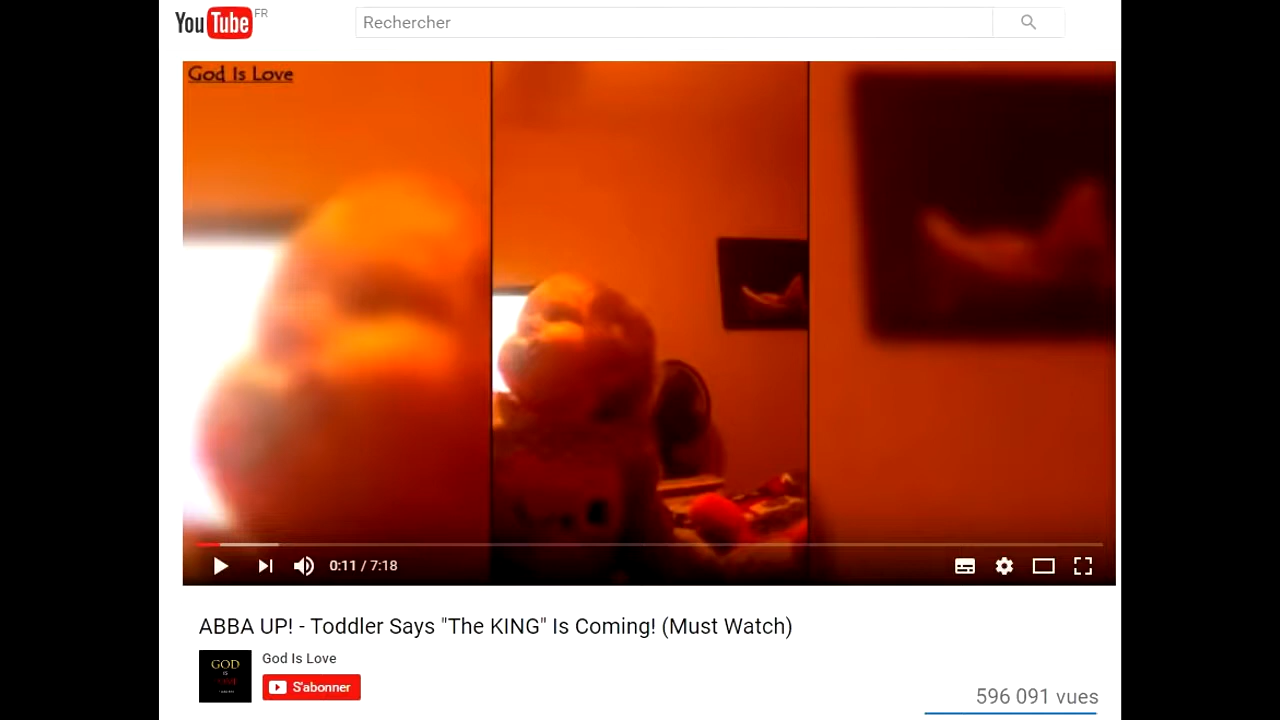 YouTube FR
Rechercher
God Is Love
0:11 / 7:18
ABBA UP! - Toddler Says "The KING" Is Coming! (Must Watch)
GOD
IS
God Is Love
S'abonner
596 091 vues